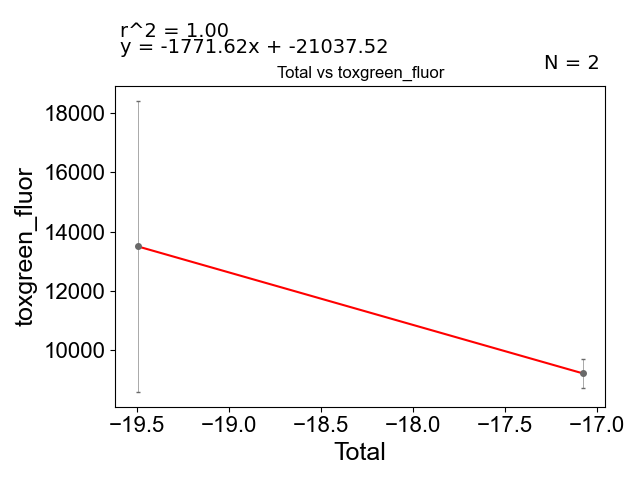 r^2 = 1.00
y = -1771.62x + -21037.52
N = 2
Total vs toxgreen_fluor
18000
16000
14000
12000
10000
toxgreen_fluor
−19.5 −19.0 −18.5 −18.0 −17.5 −17.0
Total